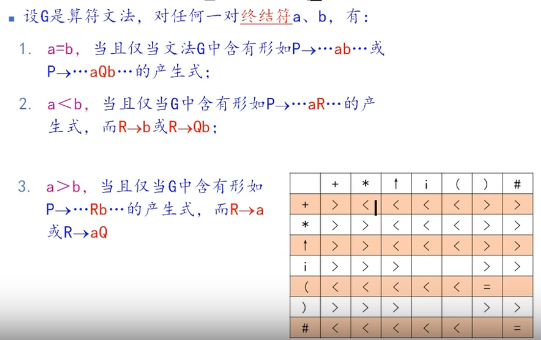 ▪ 设G是算符文法，对任何一对终结符a、b，有：
1. a=b，当且仅当文法G中含有形如P→…ab…或
P→…aQb…的产生式；
2. a＜b，当且仅当G中含有形如P→…aR…的产
生式，而R→b或R→Qb；
3. a＞b，当且仅当G中含有形如
P→…Rb…的产生式，而R→a
或R→aQ
+ * ↑ i ( ) #
+ > < < < < > >
* > > < < < > >
↑ > > < < < > >
i > > > > >
( < < < < < =
) > > > > >
# < < < < < =